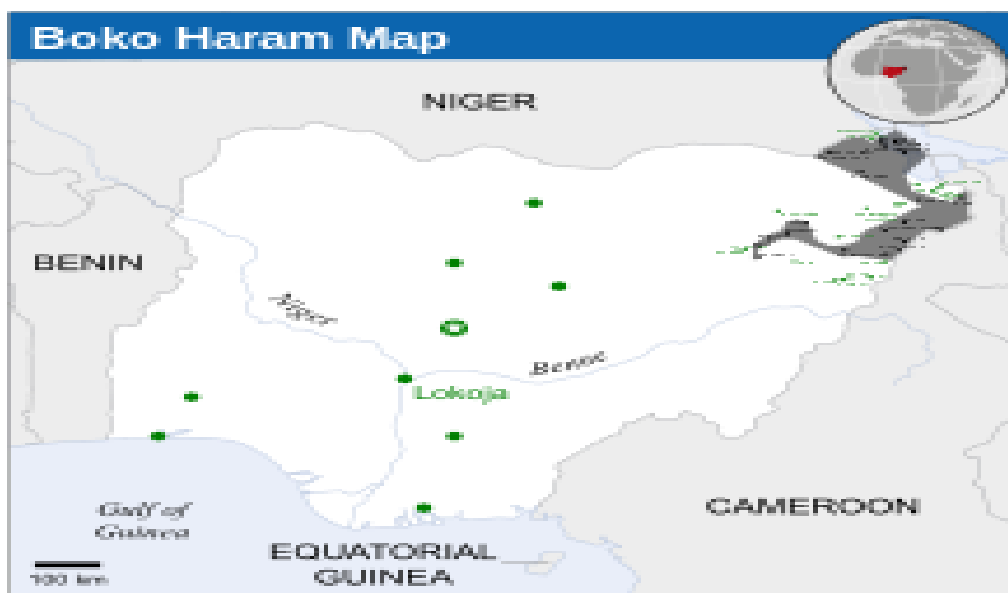 Boko Haram Map
NIGER
BENIN
Niger
Benue
Lokoja
Gulf of
Guinea
CAMEROON
EQUATORIAL
GUINEA
100 km